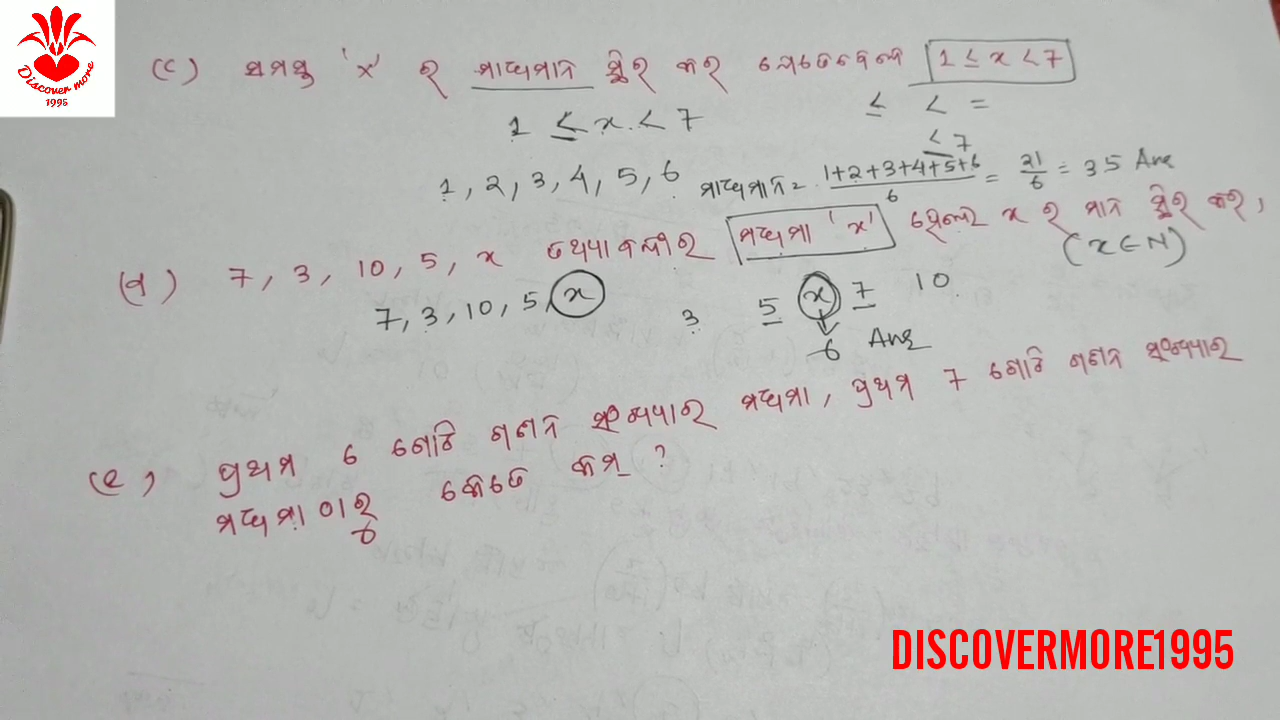 Discover more
1995
(c) ସମସ୍ତ 'x' ର ମାଧ୍ୟମାନ ସ୍ଥିର କର ଯେତେବେଳେ 1 ≤ x < 7
1 ≤ x < 7 ≤ < =
< 7
1, 2, 3, 4, 5, 6 ମାଧ୍ୟମାନ = 1+2+3+4+5+6/6 = 21/6 = 35 Ans
(d) 7, 3, 10, 5, x ତଥ୍ୟାବଳୀର ମଧ୍ୟମା 'x' ହେଲେ x ର ମାନ ସ୍ଥିର କର,
(x ∈ N)
7, 3, 10, 5, x 3 5 x 7 10
6 Ans
(e) ପ୍ରଥମ 6 ଗୋଟି ଗଣନ ସଂଖ୍ୟାର ମଧ୍ୟମା, ପ୍ରଥମ 7 ଗୋଟି ଗଣନ ସଂଖ୍ୟାର
ମଧ୍ୟମା ଠାରୁ କେତେ କମ୍ ?
6
DISCOVERMORE1995